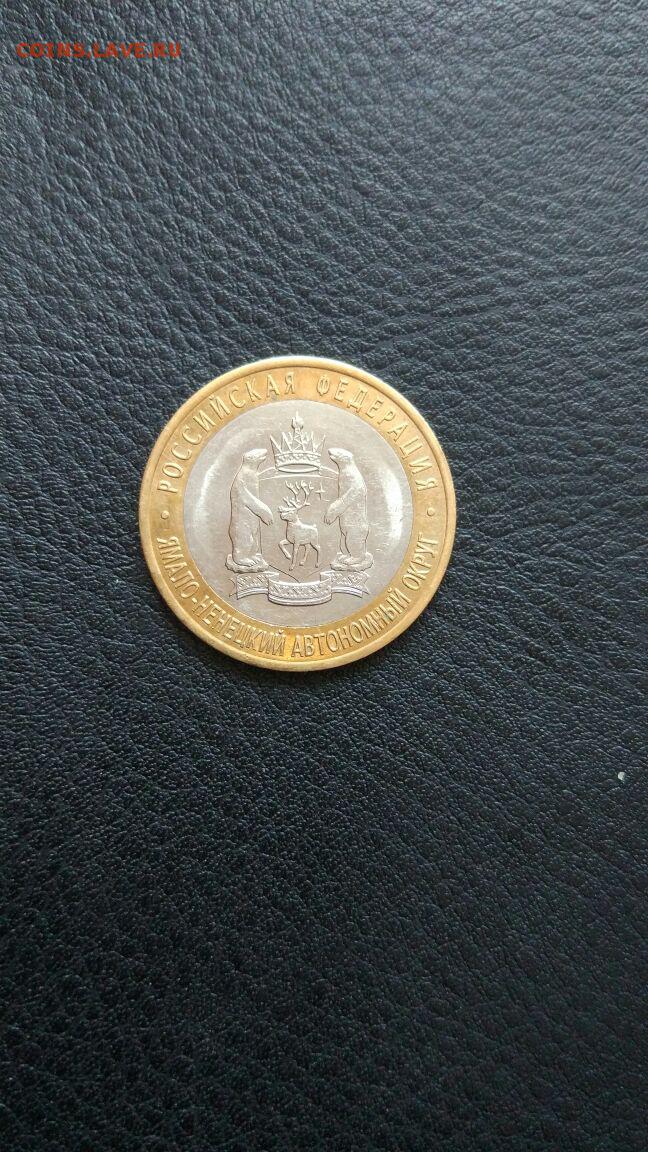 COINS.LAVE.RU
• РОССИЙСКАЯ ФЕДЕРАЦИЯ •
ЯМАЛО-НЕНЕЦКИЙ АВТОНОМНЫЙ ОКРУГ